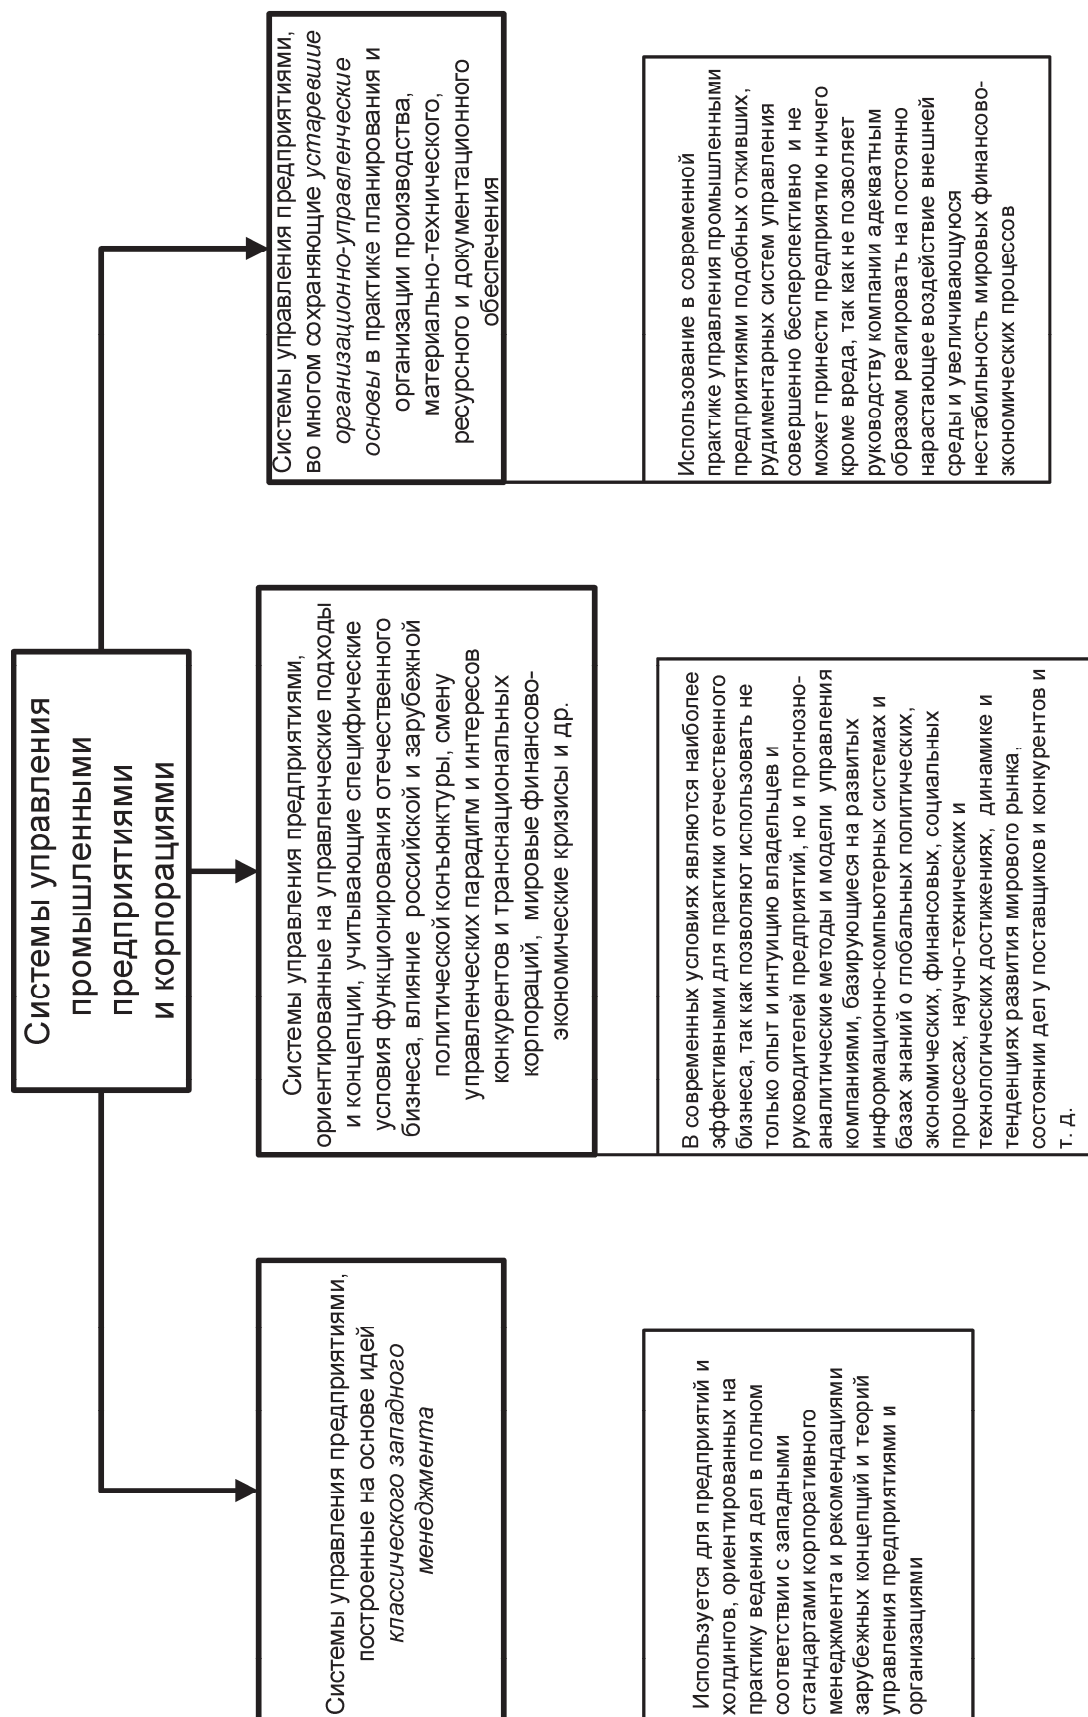 Системы управления
промышленными
предприятиями
и корпорациями
Системы управления предприятиями,
построенные на основе идей
классического западного
менеджмента
Используется для предприятий и
холдингов, ориентированных на
практику ведения дел в полном
соответствии с западными
стандартами корпоративного
менеджмента и рекомендациями
зарубежных концепций и теорий
управления предприятиями и
организациями
Системы управления предприятиями,
ориентированные на управленческие подходы
и концепции, учитывающие специфические
условия функционирования отечественного
бизнеса, влияние российской и зарубежной
политической конъюнктуры, смену
управленческих парадигм и интересов
конкурентов и транснациональных
корпораций, мировые финансово-
экономические кризисы и др.
В современных условиях являются наиболее
эффективными для практики отечественного
бизнеса, так как позволяют использовать не
только опыт и интуицию владельцев и
руководителей предприятий, но и прогнозно-
аналитические методы и модели управления
компаниями, базирующиеся на развитых
информационно-компьютерных системах и
базах знаний о глобальных политических,
экономических, финансовых, социальных
процессах, научно-технических и
технологических достижениях, динамике и
тенденциях развития мирового рынка,
состоянии дел у поставщиков и конкурентов и
т. д.
Системы управления предприятиями,
во многом сохраняющие устаревшие
организационно-управленческие
основы в практике планирования и
организации производства,
материально-технического,
ресурсного и документационного
обеспечения
Использование в современной
практике управления промышленными
предприятиями подобных отживших,
рудиментарных систем управления
совершенно бесперспективно и не
может принести предприятию ничего
кроме вреда, так как не позволяет
руководству компании адекватным
образом реагировать на постоянно
нарастающее воздействие внешней
среды и увеличивающуюся
нестабильность мировых финансово-
экономических процессов